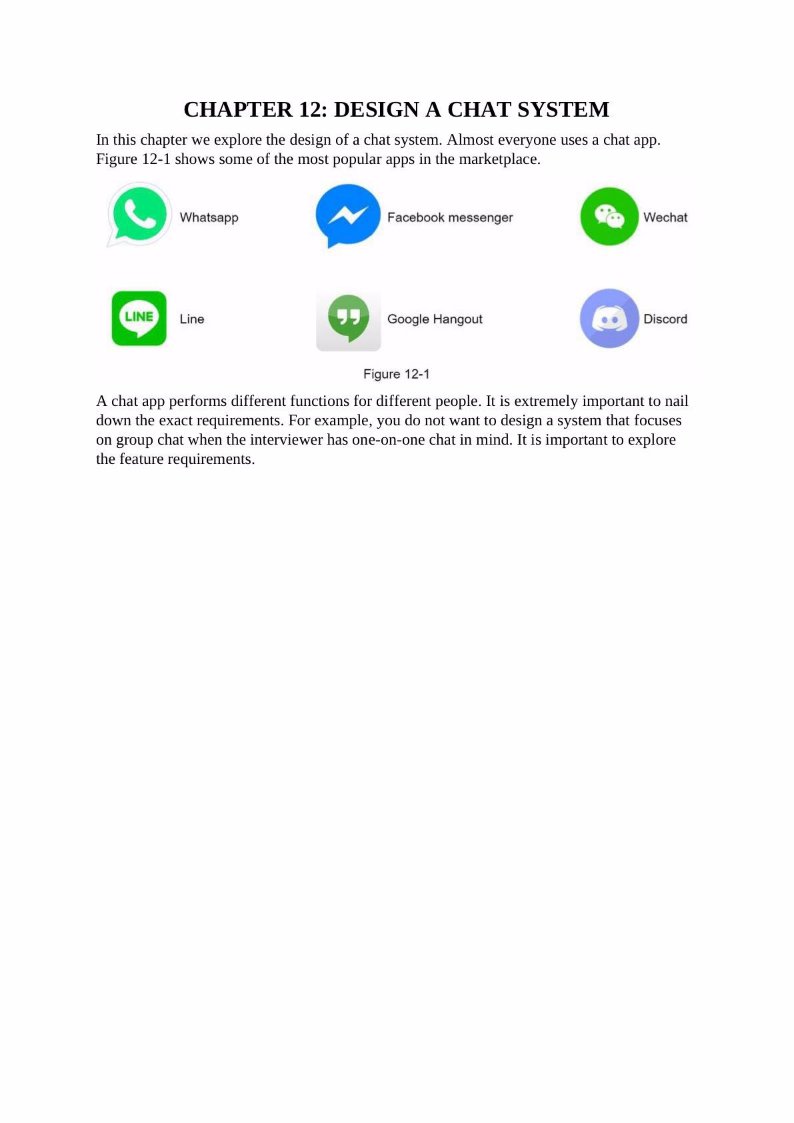 CHAPTER 12: DESIGN A CHAT SYSTEM
In this chapter we explore the design of a chat system. Almost everyone uses a chat app.
Figure 12-1 shows some of the most popular apps in the marketplace.
Whatsapp
Facebook messenger
Wechat
LINE
Line
Google Hangout
Discord
Figure 12-1
A chat app performs different functions for different people. It is extremely important to nail
down the exact requirements. For example, you do not want to design a system that focuses
on group chat when the interviewer has one-on-one chat in mind. It is important to explore
the feature requirements.